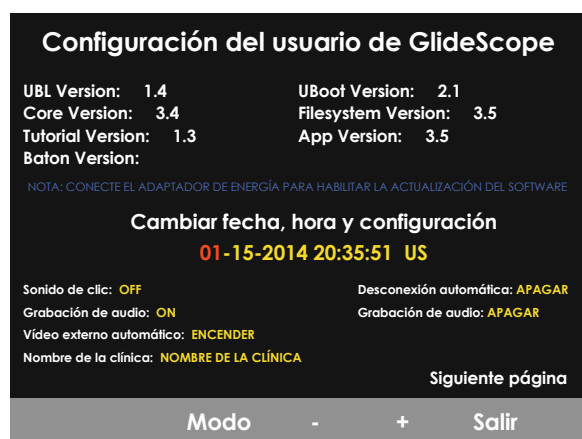 Configuración del usuario de GlideScope
UBL Version: 1.4 UBoot Version: 2.1
Core Version: 3.4 Filesystem Version: 3.5
Tutorial Version: 1.3 App Version: 3.5
Baton Version:
NOTA: CONECTE EL ADAPTADOR DE ENERGÍA PARA HABILITAR LA ACTUALIZACIÓN DEL SOFTWARE
Cambiar fecha, hora y configuración
01-15-2014 20:35:51 US
Sonido de clic: OFF Desconexión automática: APAGAR
Grabación de audio: ON Grabación de audio: APAGAR
Vídeo externo automático: ENCENDER
Nombre de la clínica: NOMBRE DE LA CLÍNICA
Siguiente página
Modo - + Salir